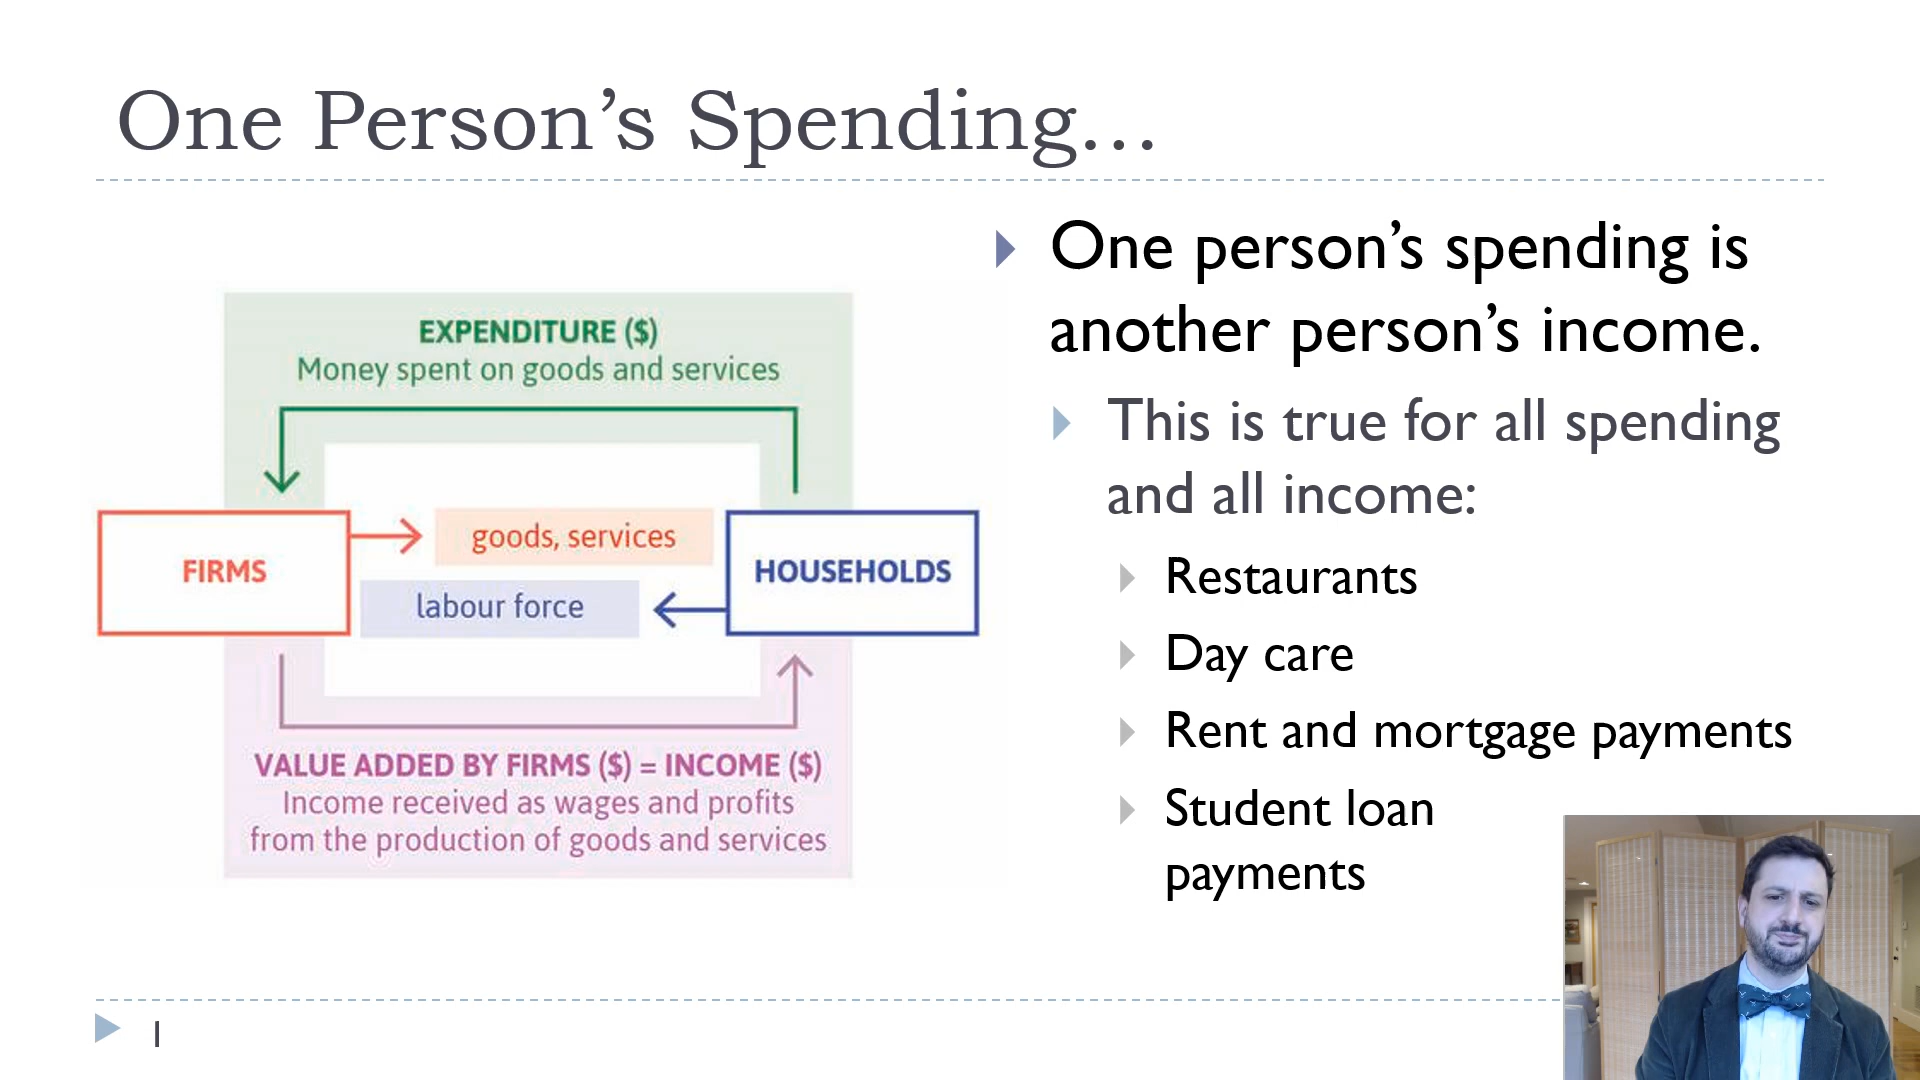 One Person’s Spending…
EXPENDITURE ($)
Money spent on goods and services
FIRMS
goods, services
labour force
HOUSEHOLDS
VALUE ADDED BY FIRMS ($) = INCOME ($)
Income received as wages and profits
from the production of goods and services
One person’s spending is
another person’s income.
This is true for all spending
and all income:
Restaurants
Day care
Rent and mortgage payments
Student loan
payments
1